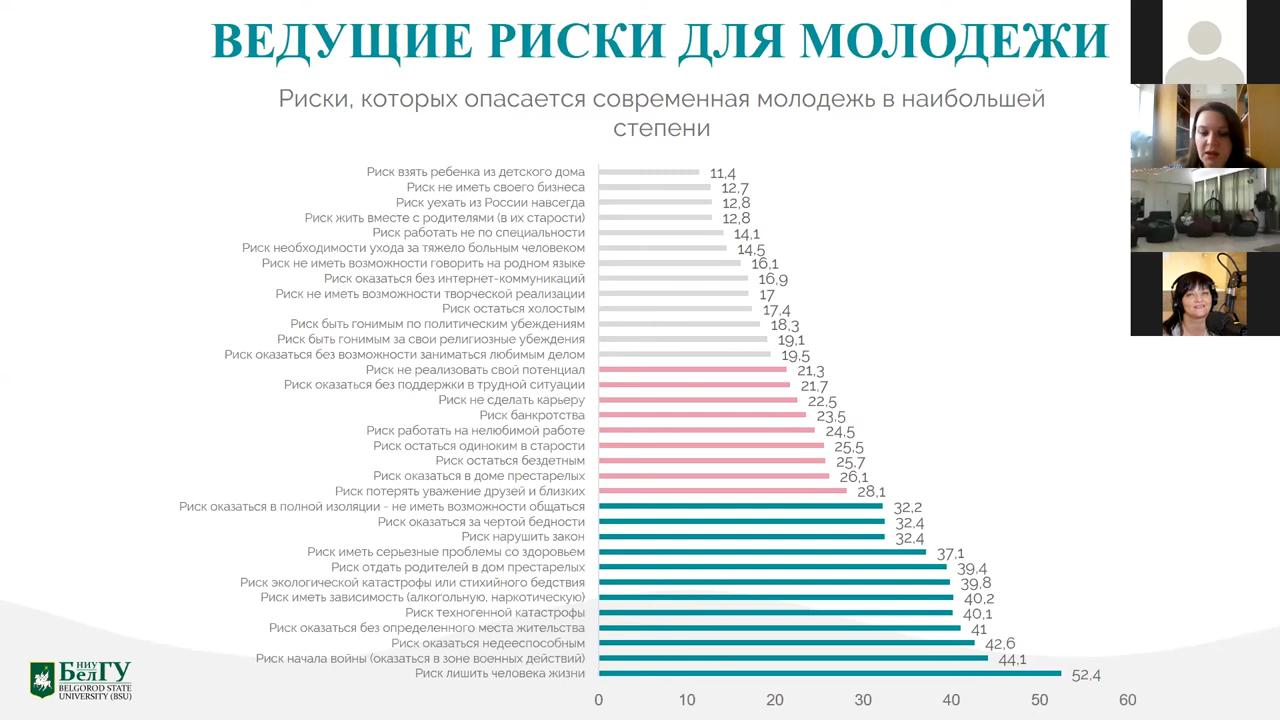 ВЕДУЩИЕ РИСКИ ДЛЯ МОЛОДЕЖИ
Риски, которых опасается современная молодежь в наибольшей
степени
Риск взять ребенка из детского дома 11,4
Риск не иметь своего бизнеса 12,7
Риск уехать из России навсегда 12,8
Риск жить вместе с родителями (в их старости) 12,8
Риск работать не по специальности 14,1
Риск необходимости ухода за тяжело больным человеком 14,5
Риск не иметь возможности говорить на родном языке 16,1
Риск оказаться без интернет-коммуникаций 16,9
Риск не иметь возможности творческой реализации 17
Риск остаться холостым 17,4
Риск быть гонимым по политическим убеждениям 18,3
Риск быть гонимым за свои религиозные убеждения 19,1
Риск оказаться без возможности заниматься любимым делом 19,5
Риск не реализовать свой потенциал 21,3
Риск оказаться без поддержки в трудной ситуации 21,7
Риск не сделать карьеру 22,5
Риск банкротства 23,5
Риск работать на нелюбимой работе 24,5
Риск остаться одиноким в старости 25,5
Риск остаться бездетным 25,7
Риск оказаться в доме престарелых 26,1
Риск потерять уважение друзей и близких 28,1
Риск оказаться в полной изоляции - не иметь возможности общаться 32,2
Риск оказаться за чертой бедности 32,4
Риск нарушить закон 32,4
Риск иметь серьезные проблемы со здоровьем 37,1
Риск отдать родителей в дом престарелых 39,4
Риск экологической катастрофы или стихийного бедствия 39,8
Риск иметь зависимость (алкогольную, наркотическую) 40,2
Риск техногенной катастрофы 40,1
Риск оказаться без определенного места жительства 41
Риск оказаться недееспособным 42,6
Риск начала войны (оказаться в зоне военных действий) 44,1
Риск лишить человека жизни 52,4
0 10 20 30 40 50 60
НИУ
БелГУ
BELGOROD STATE
UNIVERSITY (BSU)